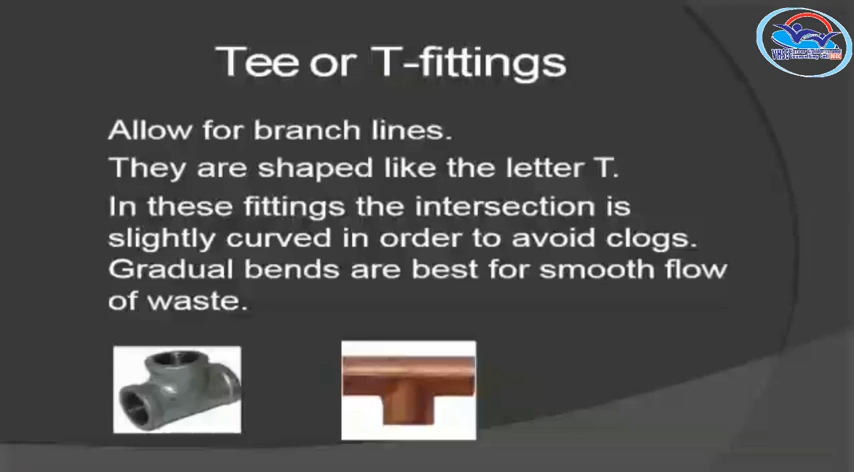 Tee or T-fittings
Allow for branch lines.
They are shaped like the letter T.
In these fittings the intersection is
slightly curved in order to avoid clogs.
Gradual bends are best for smooth flow
of waste.